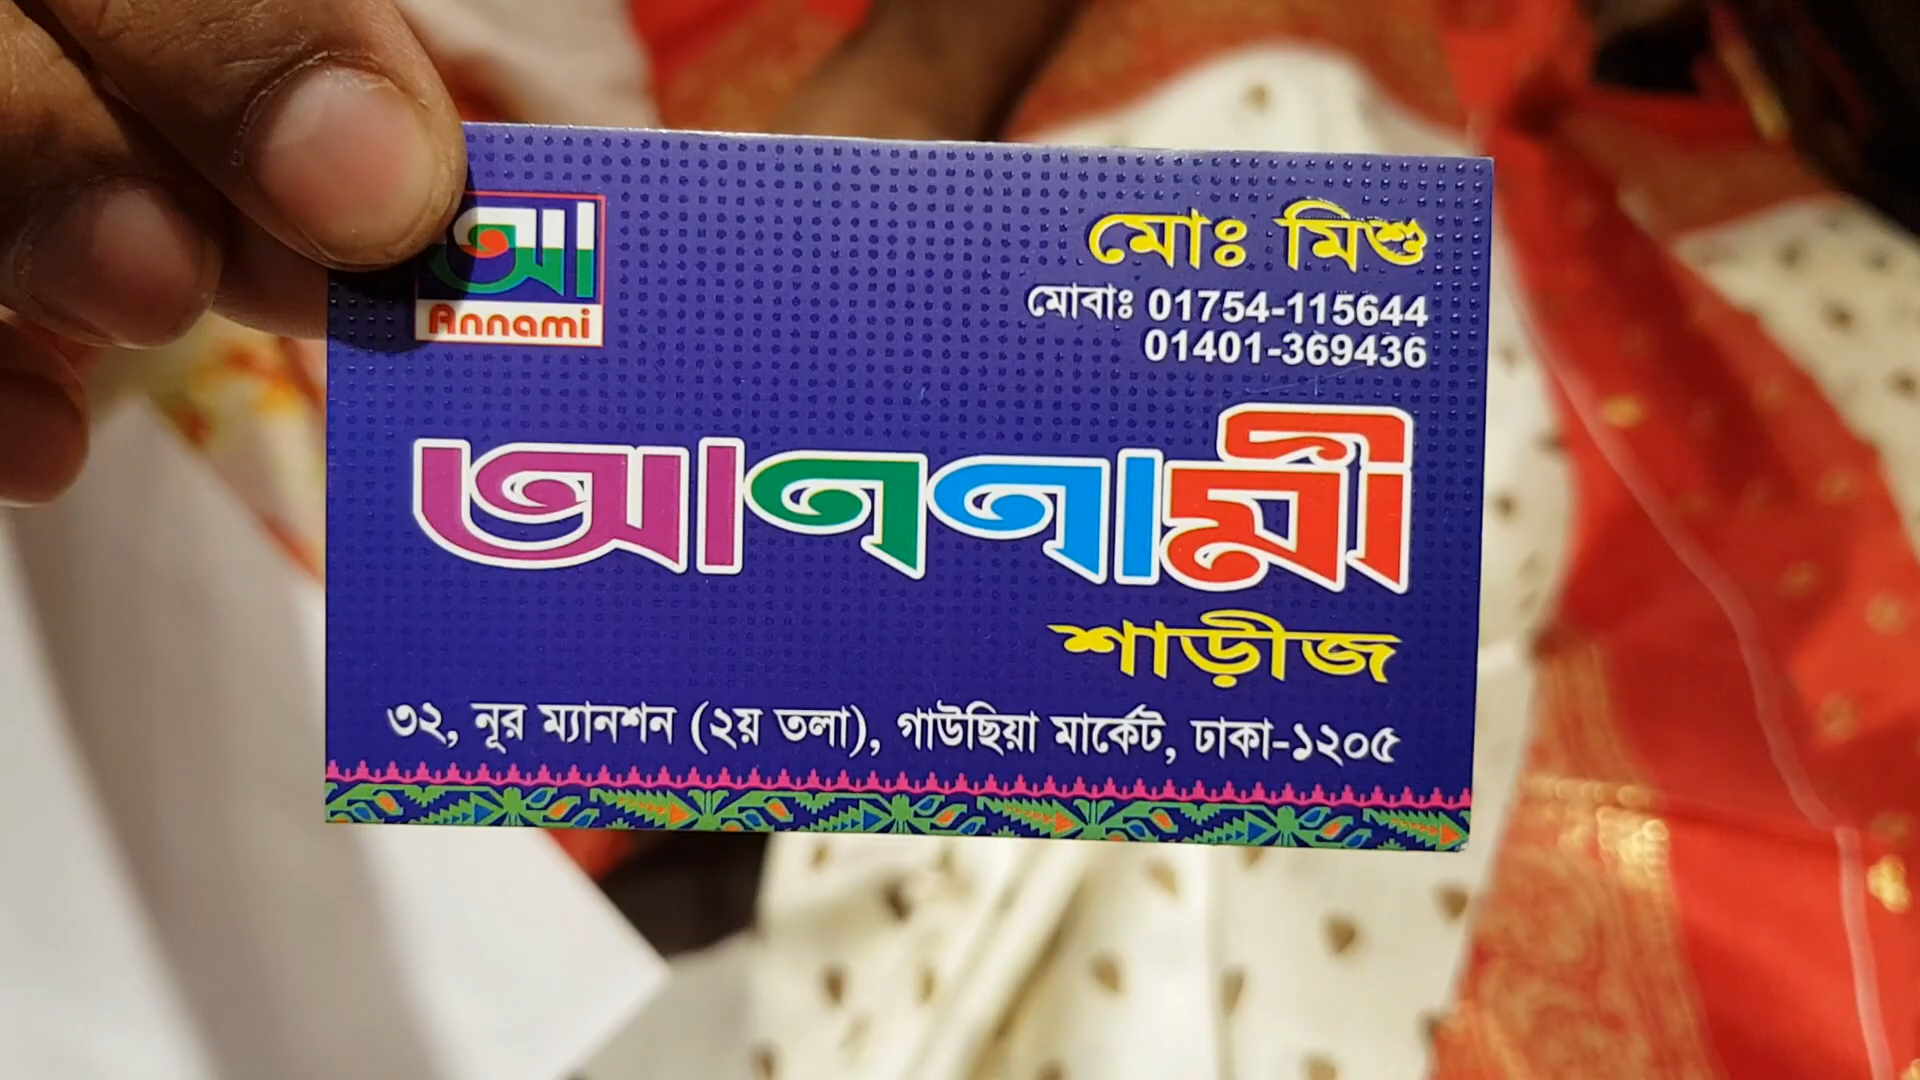 আ
Annami
মোঃ মিশু
মোবাঃ 01754-115644
01401-369436
আননামী
শাড়ীজ
৩২, নূর ম্যানশন (২য় তলা), গাউছিয়া মার্কেট, ঢাকা-১২০৫